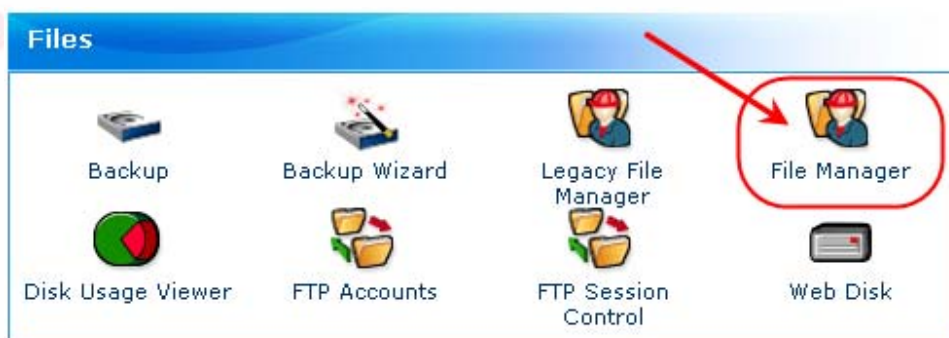 Files
Backup
Backup Wizard
Legacy File
Manager
File Manager
Disk Usage Viewer
FTP Accounts
FTP Session
Control
Web Disk